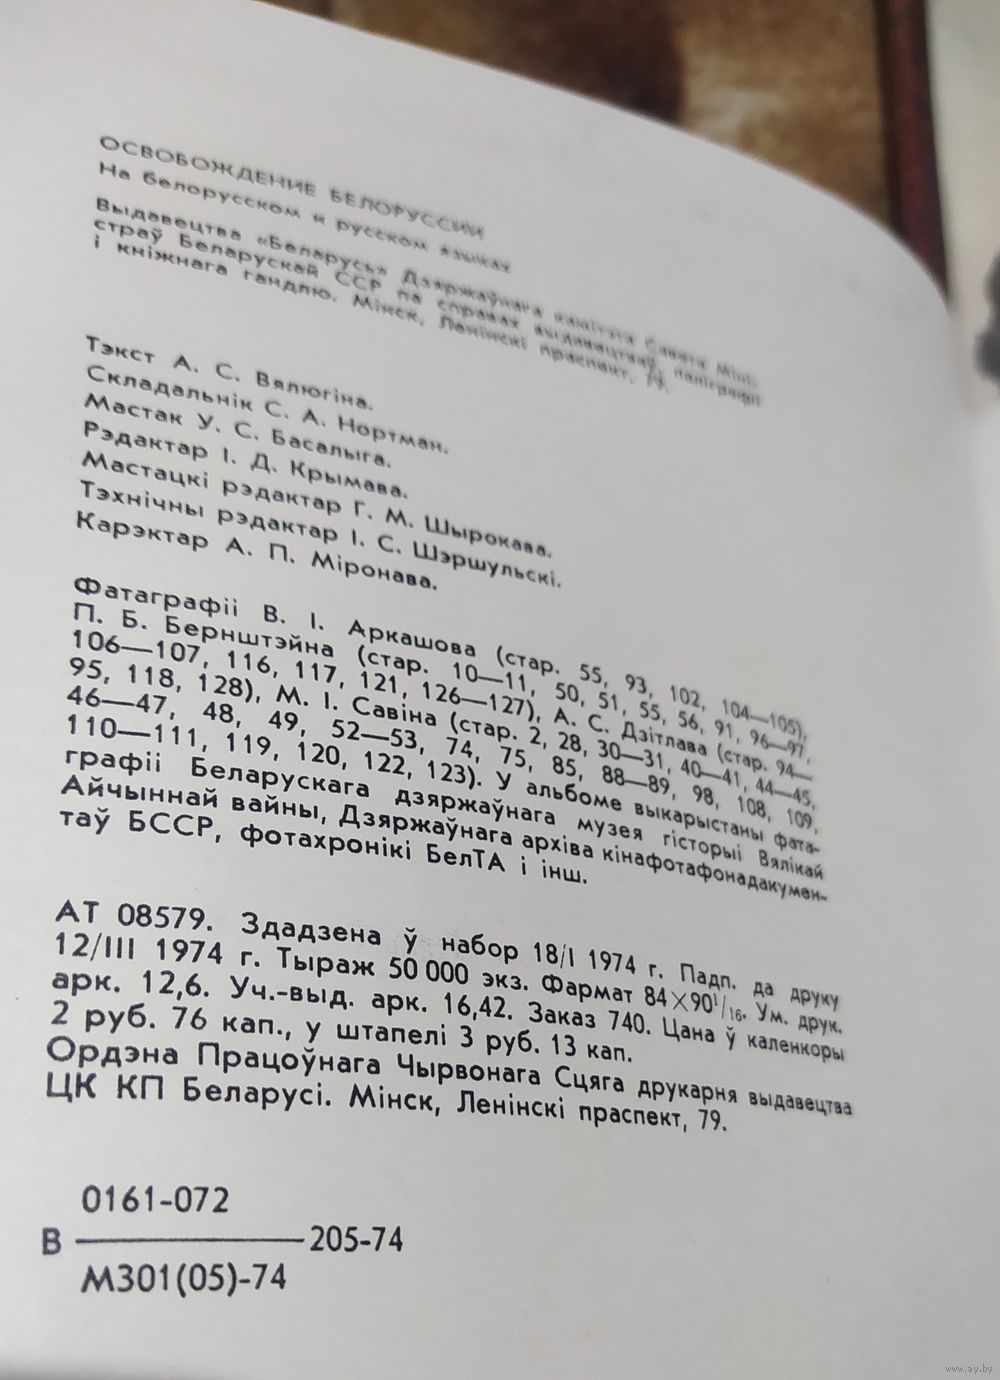 ОСВОБОЖДЕНИЕ БЕЛОРУССИИ
На белорусском и русском языках
Выдавецтва «Беларусь» Дзяржаўнага камітэта Савета Міні-
страў Беларускай ССР па справах выдавецтваў, паліграфіі
і кніжнага гандлю. Мінск, Ленінскі праспект, 79.
Тэкст А. С. Вялюгіна.
Складальнік С. А. Нортман.
Мастак У. С. Басалыга.
Рэдактар І. Д. Крымава.
Мастацкі рэдактар Г. М. Шырокава.
Тэхнічны рэдактар І. С. Шэршульскі.
Карэктар А. П. Міронава.
Фатаграфіі В. І. Аркашова (стар. 55, 93, 102, 104—105),
П. Б. Бернштэйна (стар. 10—11, 50, 51, 55, 56, 91, 96—97,
106—107, 116, 117, 121, 126—127), А. С. Дзітлава (стар. 94—
95, 118, 128), М. І. Савіна (стар. 2, 28, 30—31, 40—41, 44—45,
46—47, 48, 49, 52—53, 74, 75, 85, 88—89, 98, 108, 109,
110—111, 119, 120, 122, 123). У альбоме выкарыстаны фата-
графіі Беларускага дзяржаўнага музея гісторыі Вялікай
Айчыннай вайны, Дзяржаўнага архіва кінафотафонадакумен-
таў БССР, фотахронікі БелТА і інш.
АТ 08579. Здадзена ў набор 18/I 1974 г. Падп. да друку
12/III 1974 г. Тыраж 50 000 экз. Фармат 84×90¹/₁₆. Ум. друк.
арк. 12,6. Уч.-выд. арк. 16,42. Заказ 740. Цана ў каленкоры
2 руб. 76 кап., у штапелі 3 руб. 13 кап.
Ордэна Працоўнага Чырвонага Сцяга друкарня выдавецтва
ЦК КП Беларусі. Мінск, Ленінскі праспект, 79.
0161-072
В 205-74
М301(05)-74
www.ay.by